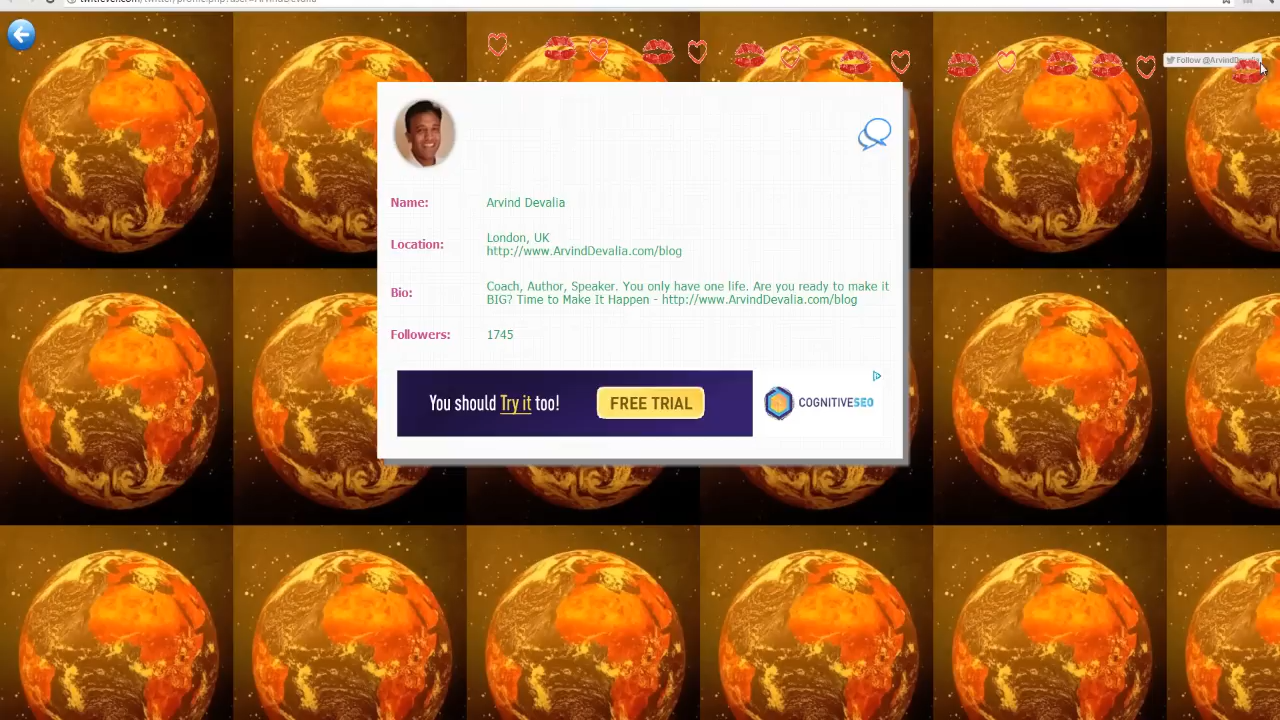 Follow @ArvindDevalia
Name: Arvind Devalia
Location: London, UK
http://www.ArvindDevalia.com/blog
Bio: Coach, Author, Speaker. You only have one life. Are you ready to make it
BIG? Time to Make It Happen - http://www.ArvindDevalia.com/blog
Followers: 1745
You should Try it too! FREE TRIAL COGNITIVESEO